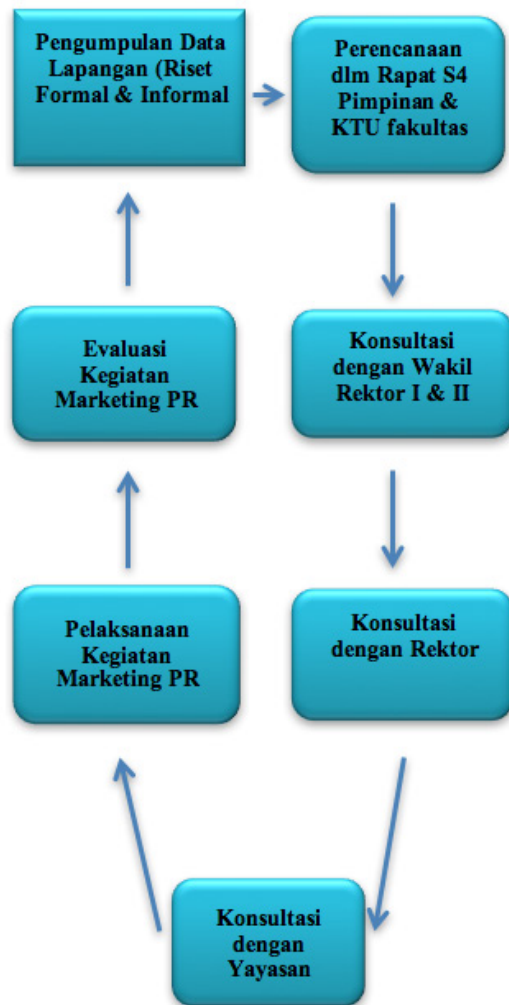 Pengumpulan Data
Lapangan (Riset
Formal & Informal
Perencanaan
dlm Rapat S4
Pimpinan &
KTU fakultas
Konsultasi
dengan Wakil
Rektor I & II
Konsultasi
dengan Rektor
Konsultasi
dengan
Yayasan
Pelaksanaan
Kegiatan
Marketing PR
Evaluasi
Kegiatan
Marketing PR